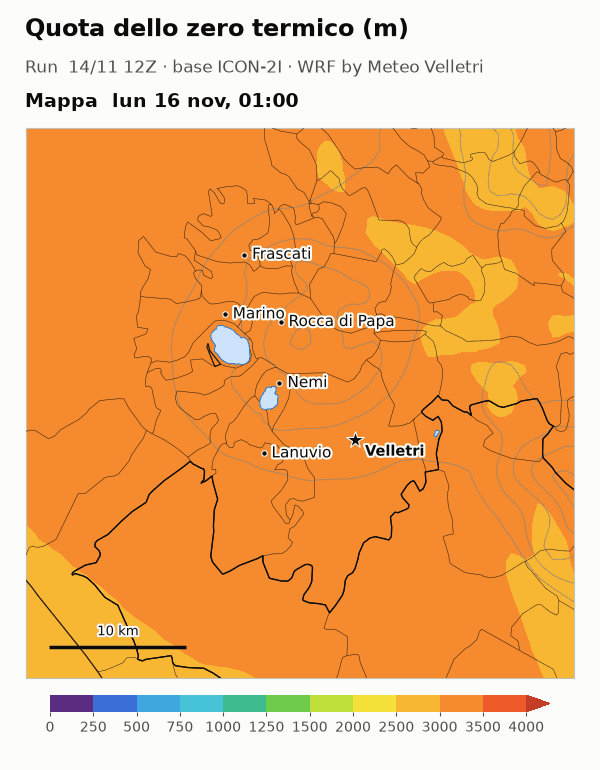 Quota dello zero termico (m)
Run  14/11 12Z · base ICON-2I · WRF by Meteo Velletri
Mappa  lun 16 nov, 01:00
Frascati
Marino
Rocca di Papa
Nemi
Velletri
Lanuvio
10 km
0 250 500 750 1000 1250 1500 2000 2500 3000 3500 4000